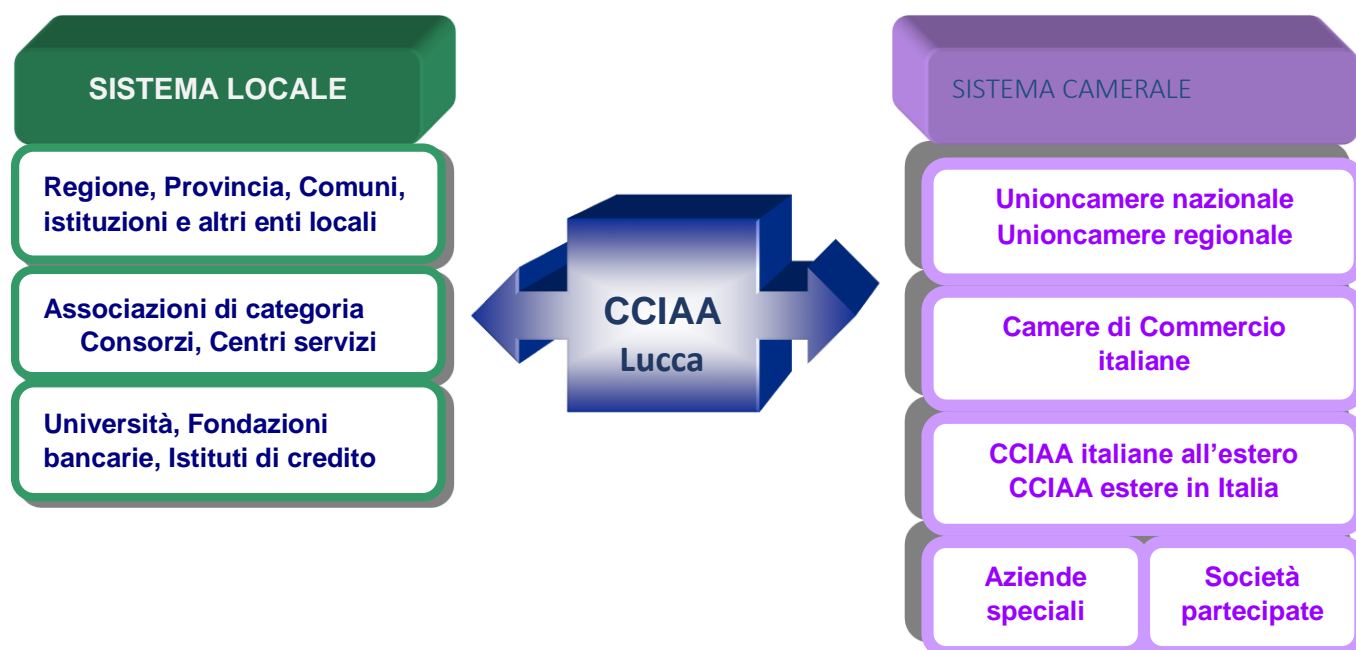 SISTEMA LOCALE
Regione, Provincia, Comuni,
istituzioni e altri enti locali
Associazioni di categoria
Consorzi, Centri servizi
Università, Fondazioni
bancarie, Istituti di credito
CCIAA
Lucca
SISTEMA CAMERALE
Unioncamere nazionale
Unioncamere regionale
Camere di Commercio
italiane
CCIAA italiane all’estero
CCIAA estere in Italia
Aziende
speciali
Società
partecipate